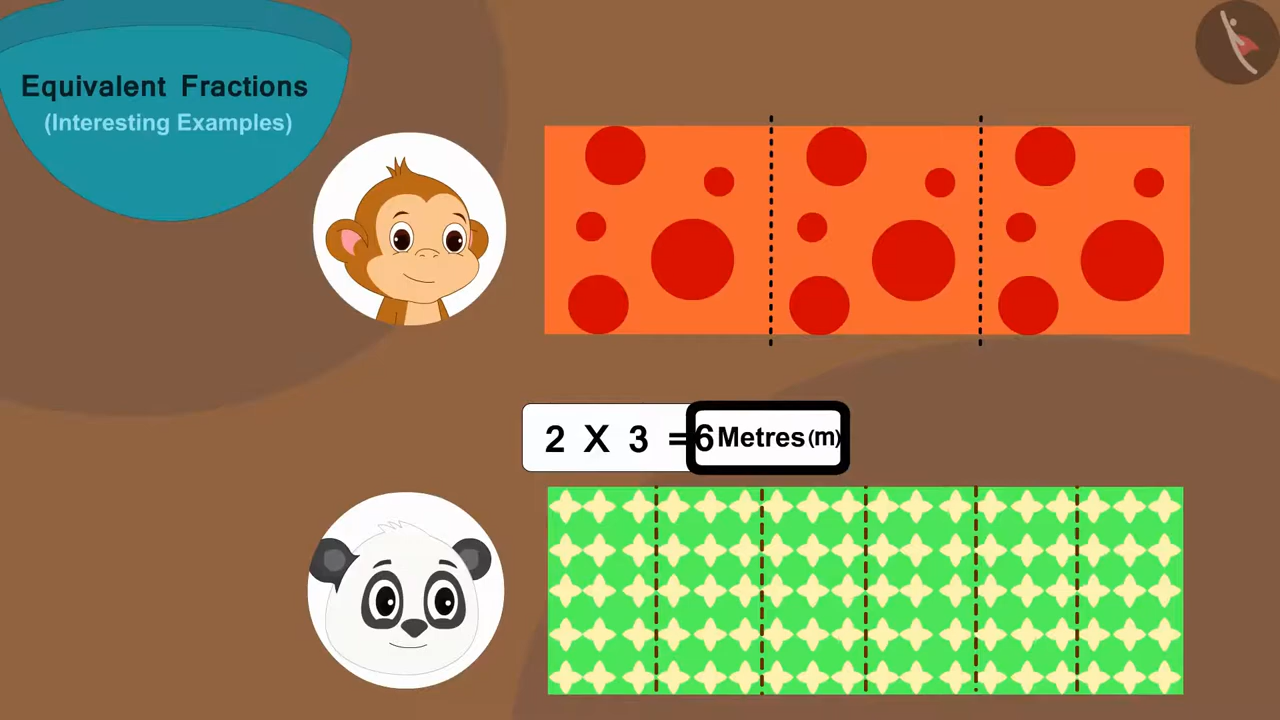 Equivalent Fractions
(Interesting Examples)
2 X 3 = 6 Metres (m)